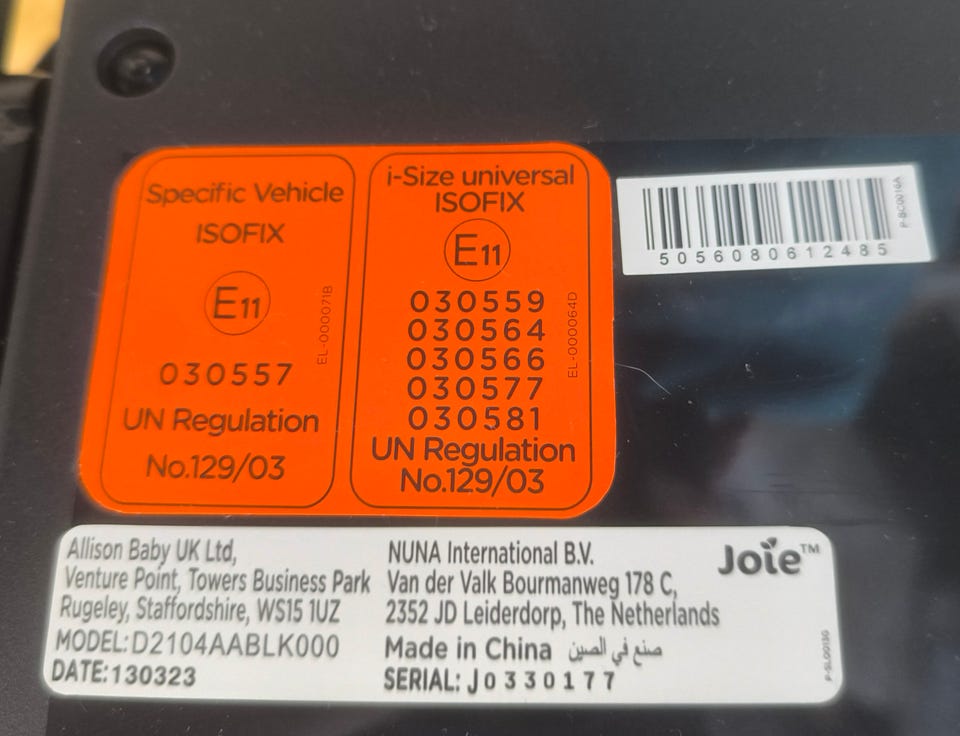 Specific Vehicle
ISOFIX
E11
030557
UN Regulation
No.129/03
EL-000071B
i-Size universal
ISOFIX
E11
030559
030564
030566
030577
030581
UN Regulation
No.129/03
EL-000064D
5056080612485
P-BC0016A
Allison Baby UK Ltd,
Venture Point, Towers Business Park
Rugeley, Staffordshire, WS15 1UZ
MODEL:D2104AABLK000
DATE:130323
NUNA International B.V.
Van der Valk Bourmanweg 178 C,
2352 JD Leiderdorp, The Netherlands
Made in China صنع في الصين
SERIAL: J0330177
Joie™
P-SL0013G